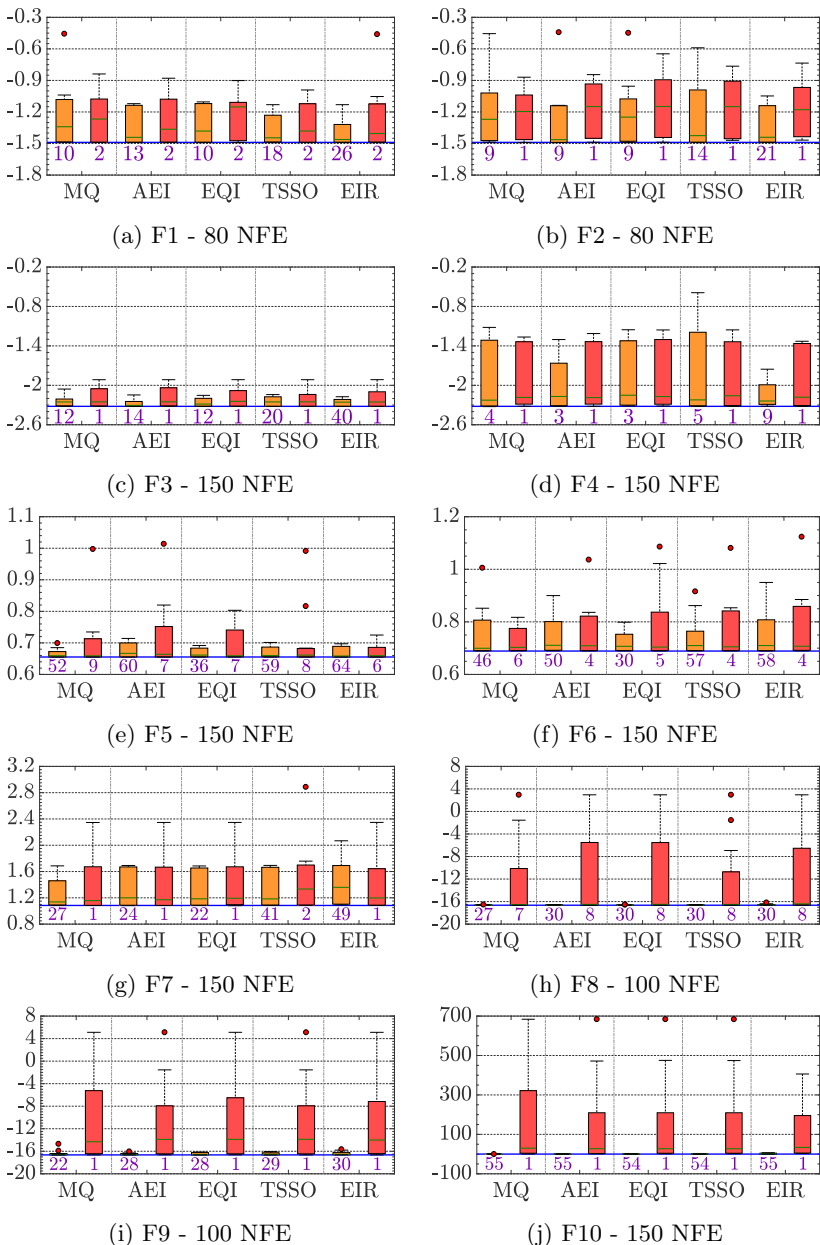 -0.3
-0.6
-0.9
-1.2
-1.5
-1.8
10 2 13 2 10 2 18 2 26 2
MQ AEI EQI TSSO EIR
(a) F1 - 80 NFE
-0.3
-0.6
-0.9
-1.2
-1.5
-1.8
9 1 9 1 9 1 14 1 21 1
MQ AEI EQI TSSO EIR
(b) F2 - 80 NFE
-0.2
-0.8
-1.4
-2
-2.6
12 1 14 1 12 1 20 1 40 1
MQ AEI EQI TSSO EIR
(c) F3 - 150 NFE
-0.2
-0.8
-1.4
-2
-2.6
4 1 3 1 3 1 5 1 9 1
MQ AEI EQI TSSO EIR
(d) F4 - 150 NFE
1.1
1
0.9
0.8
0.7
0.6
52 9 60 7 36 7 59 8 64 6
MQ AEI EQI TSSO EIR
(e) F5 - 150 NFE
1.2
1
0.8
0.6
46 6 50 4 30 5 57 4 58 4
MQ AEI EQI TSSO EIR
(f) F6 - 150 NFE
3.2
2.8
2.4
2
1.6
1.2
0.8
27 1 24 1 22 1 41 2 49 1
MQ AEI EQI TSSO EIR
(g) F7 - 150 NFE
8
4
0
-4
-8
-12
-16
-20
27 7 30 8 30 8 30 8 30 8
MQ AEI EQI TSSO EIR
(h) F8 - 100 NFE
8
4
0
-4
-8
-12
-16
-20
22 1 28 1 28 1 29 1 30 1
MQ AEI EQI TSSO EIR
(i) F9 - 100 NFE
700
500
300
100
-100
55 1 55 1 54 1 54 1 55 1
MQ AEI EQI TSSO EIR
(j) F10 - 150 NFE